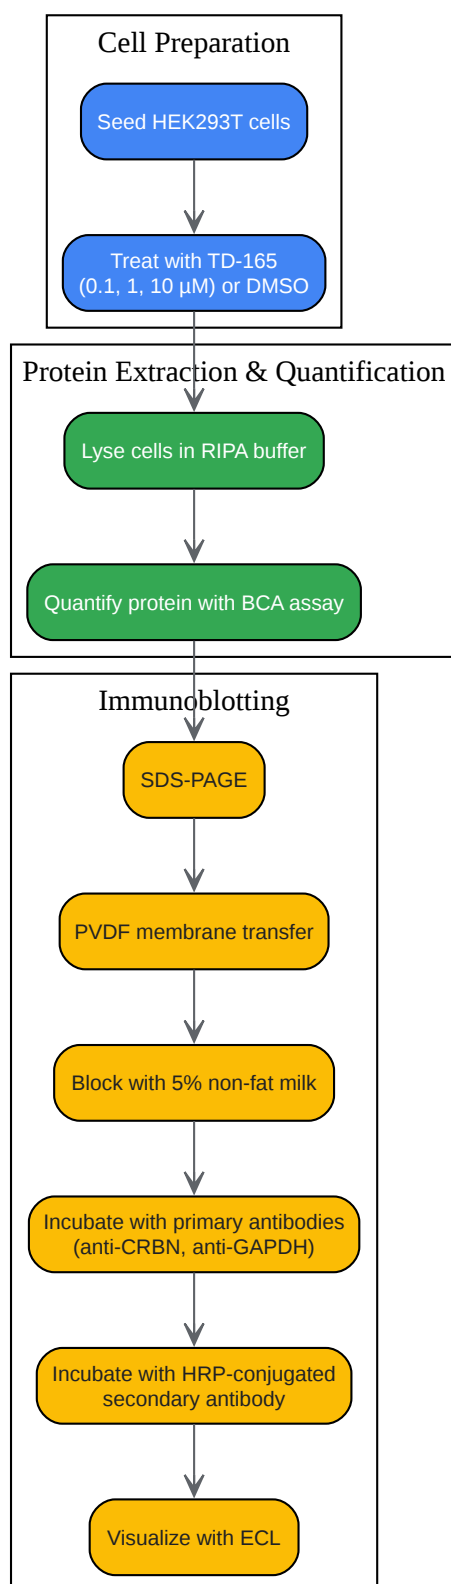 Cell Preparation
Seed HEK293T cells
Treat with TD-165
(0.1, 1, 10 µM) or DMSO
Protein Extraction & Quantification
Lyse cells in RIPA buffer
Quantify protein with BCA assay
Immunoblotting
SDS-PAGE
PVDF membrane transfer
Block with 5% non-fat milk
Incubate with primary antibodies
(anti-CRBN, anti-GAPDH)
Incubate with HRP-conjugated
secondary antibody
Visualize with ECL